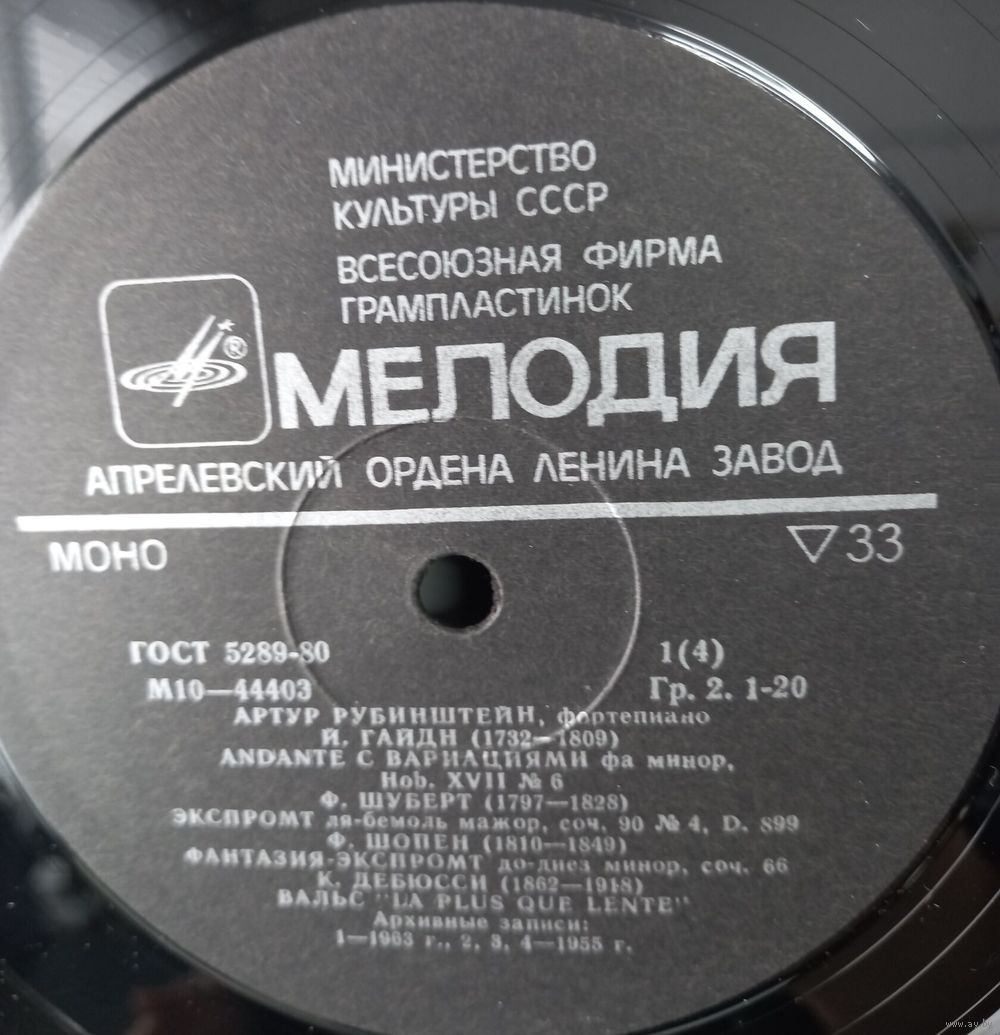 МИНИСТЕРСТВО
КУЛЬТУРЫ СССР
ВСЕСОЮЗНАЯ ФИРМА
ГРАМПЛАСТИНОК
®
МЕЛОДИЯ
АПРЕЛЕВСКИЙ ОРДЕНА ЛЕНИНА ЗАВОД
МОНО ▽33
ГОСТ 5289-80 1(4)
М10—44403 Гр. 2. 1-20
АРТУР РУБИНШТЕЙН, фортепиано
Й. ГАЙДН (1732—1809)
ANDANTE С ВАРИАЦИЯМИ фа минор,
Hob. XVII № 6
Ф. ШУБЕРТ (1797—1828)
ЭКСПРОМТ ля-бемоль мажор, соч. 90 № 4, D. 899
Ф. ШОПЕН (1810—1849)
ФАНТАЗИЯ-ЭКСПРОМТ до-диез минор, соч. 66
К. ДЕБЮССИ (1862—1918)
ВАЛЬС "LA PLUS QUE LENTE"
Архивные записи:
1—1963 г., 2, 3, 4—1955 г.